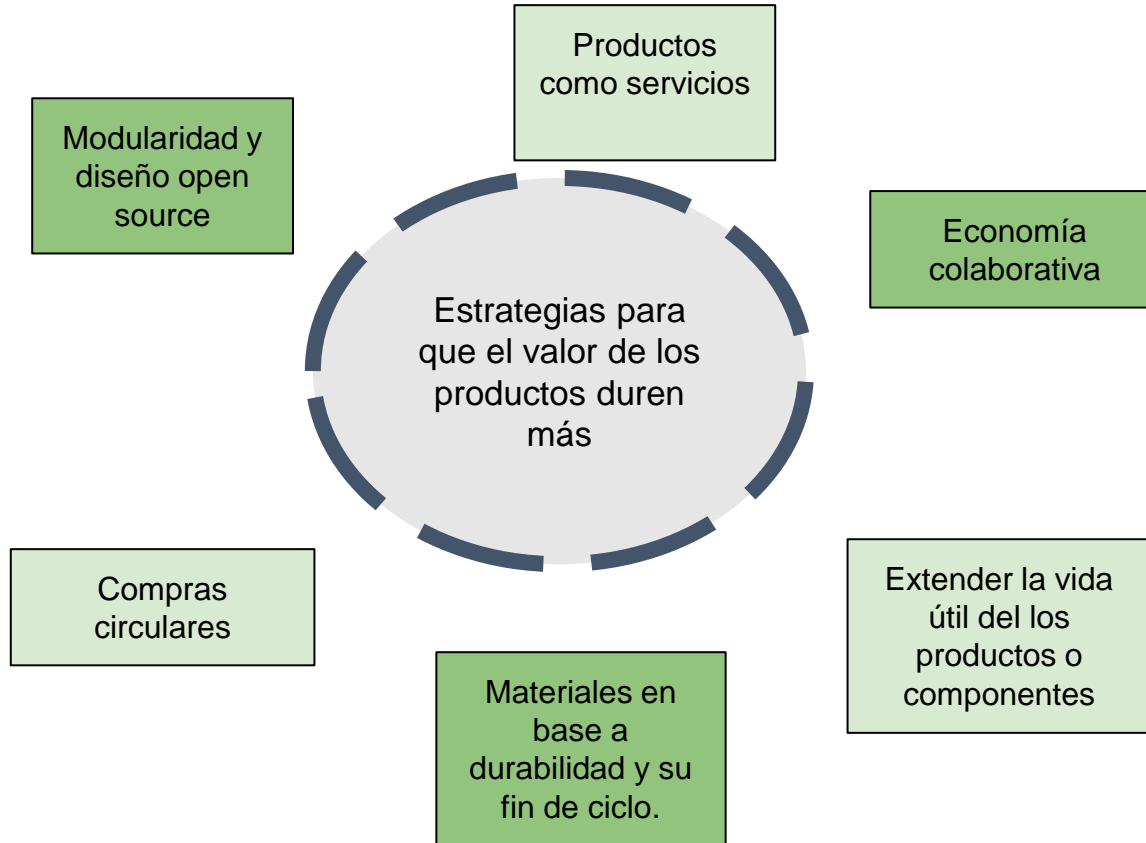 Productos
como servicios
Modularidad y
diseño open
source
Economía
colaborativa
Estrategias para
que el valor de los
productos duren
más
Compras
circulares
Extender la vida
útil del los
productos o
componentes
Materiales en
base a
durabilidad y su
fin de ciclo.